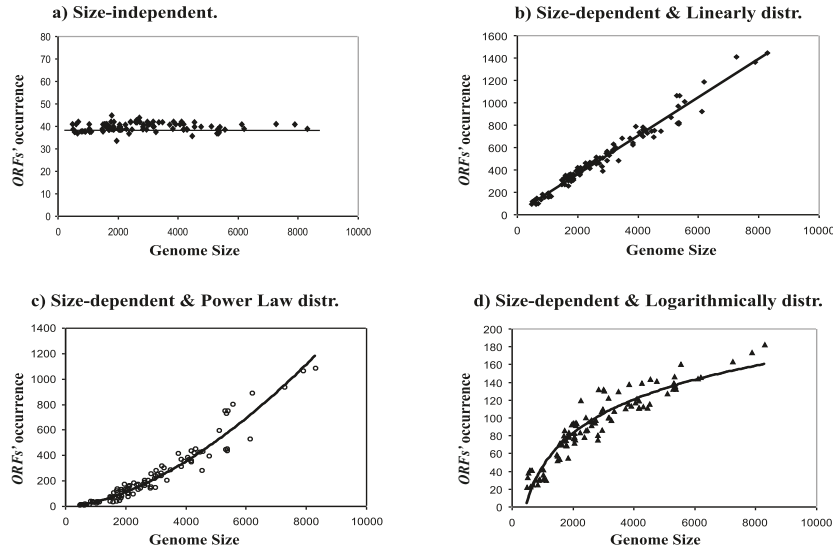 a) Size-independent.
80
70
60
50
40
30
20
10
0
ORFs' occurrence
0 2000 4000 6000 8000 10000
Genome Size
b) Size-dependent & Linearly distr.
1600
1400
1200
1000
800
600
400
200
0
ORFs' occurrence
0 2000 4000 6000 8000 10000
Genome Size
c) Size-dependent & Power Law distr.
1400
1200
1000
800
600
400
200
0
ORFs' occurrence
0 2000 4000 6000 8000 10000
Genome Size
d) Size-dependent & Logarithmically distr.
200
180
160
140
120
100
80
60
40
20
0
ORFs' occurrence
0 2000 4000 6000 8000 10000
Genome Size